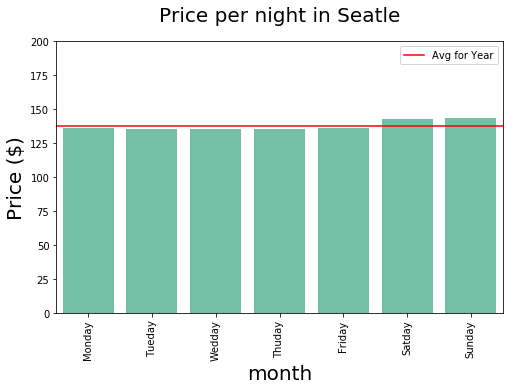 Price per night in Seatle
Avg for Year
Price ($)
200
175
150
125
100
75
50
25
0
Monday
Tueday
Wedday
Thuday
Friday
Satday
Sunday
month